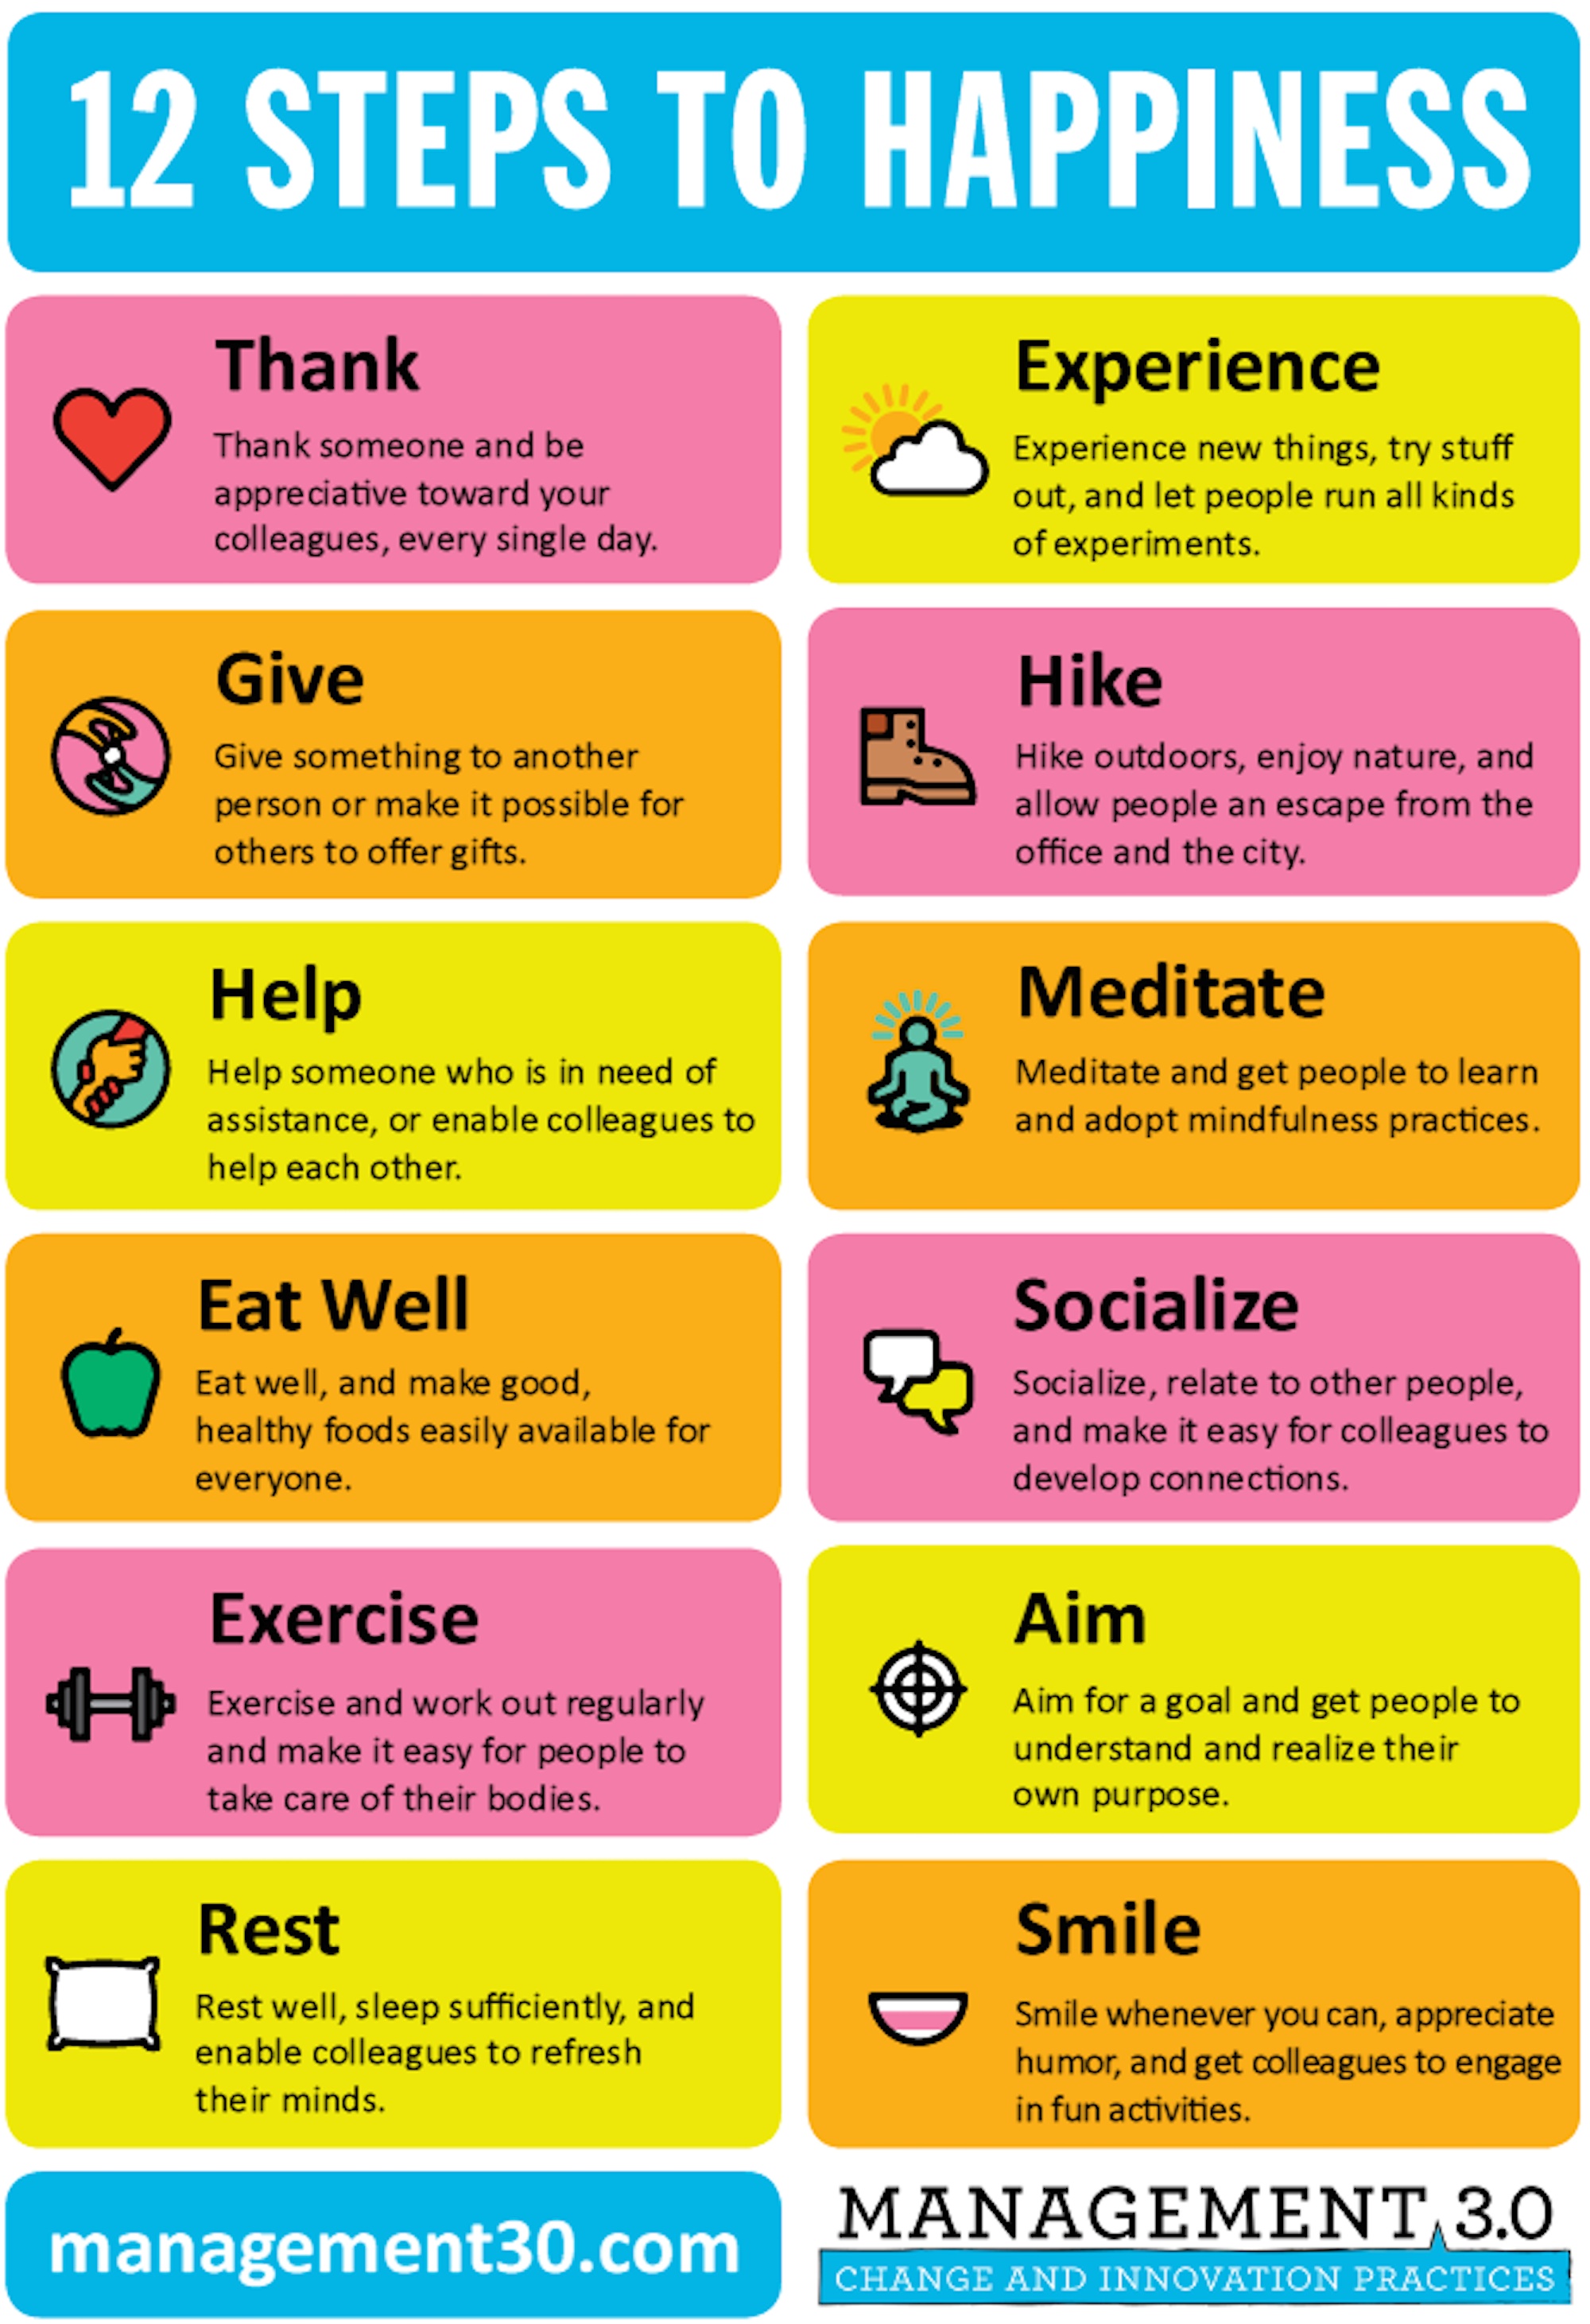 12 STEPS TO HAPPINESS
Thank
Thank someone and be
appreciative toward your
colleagues, every single day.
Experience
Experience new things, try stuff
out, and let people run all kinds
of experiments.
Give
Give something to another
person or make it possible for
others to offer gifts.
Hike
Hike outdoors, enjoy nature, and
allow people an escape from the
office and the city.
Help
Help someone who is in need of
assistance, or enable colleagues to
help each other.
Meditate
Meditate and get people to learn
and adopt mindfulness practices.
Eat Well
Eat well, and make good,
healthy foods easily available for
everyone.
Socialize
Socialize, relate to other people,
and make it easy for colleagues to
develop connections.
Exercise
Exercise and work out regularly
and make it easy for people to
take care of their bodies.
Aim
Aim for a goal and get people to
understand and realize their
own purpose.
Rest
Rest well, sleep sufficiently, and
enable colleagues to refresh
their minds.
Smile
Smile whenever you can, appreciate
humor, and get colleagues to engage
in fun activities.
management30.com
MANAGEMENT 3.0
CHANGE AND INNOVATION PRACTICES